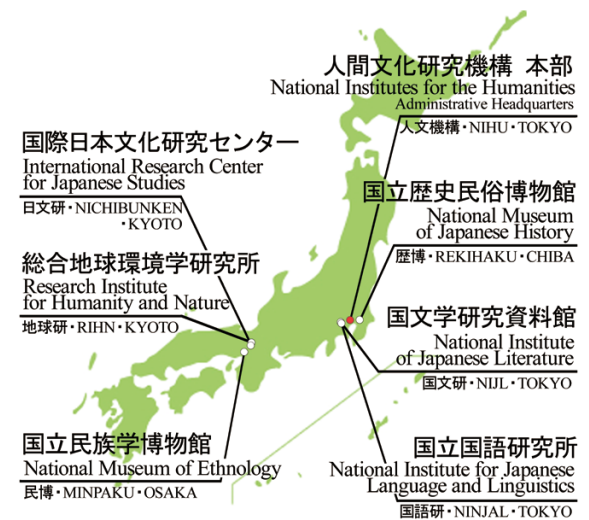 人間文化研究機構 本部
National Institutes for the Humanities
Administrative Headquarters
人文機構・NIHU・TOKYO
国際日本文化研究センター
International Research Center
for Japanese Studies
日文研・NICHIBUNKEN
・KYOTO
国立歴史民俗博物館
National Museum
of Japanese History
歴博・REKIHAKU・CHIBA
総合地球環境学研究所
Research Institute
for Humanity and Nature
地球研・RIHN・KYOTO
国文学研究資料館
National Institute
of Japanese Literature
国文研・NIJL・TOKYO
国立民族学博物館
National Museum of Ethnology
民博・MINPAKU・OSAKA
国立国語研究所
National Institute for Japanese
Language and Linguistics
国語研・NINJAL・TOKYO